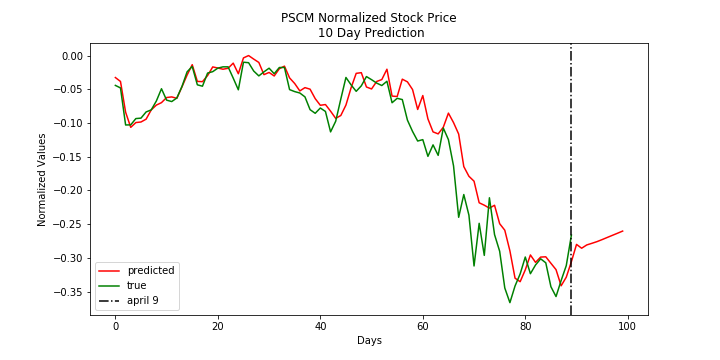 PSCM Normalized Stock Price
10 Day Prediction
Normalized Values
0.00
−0.05
−0.10
−0.15
−0.20
−0.25
−0.30
−0.35
predicted
true
april 9
0 20 40 60 80 100
Days